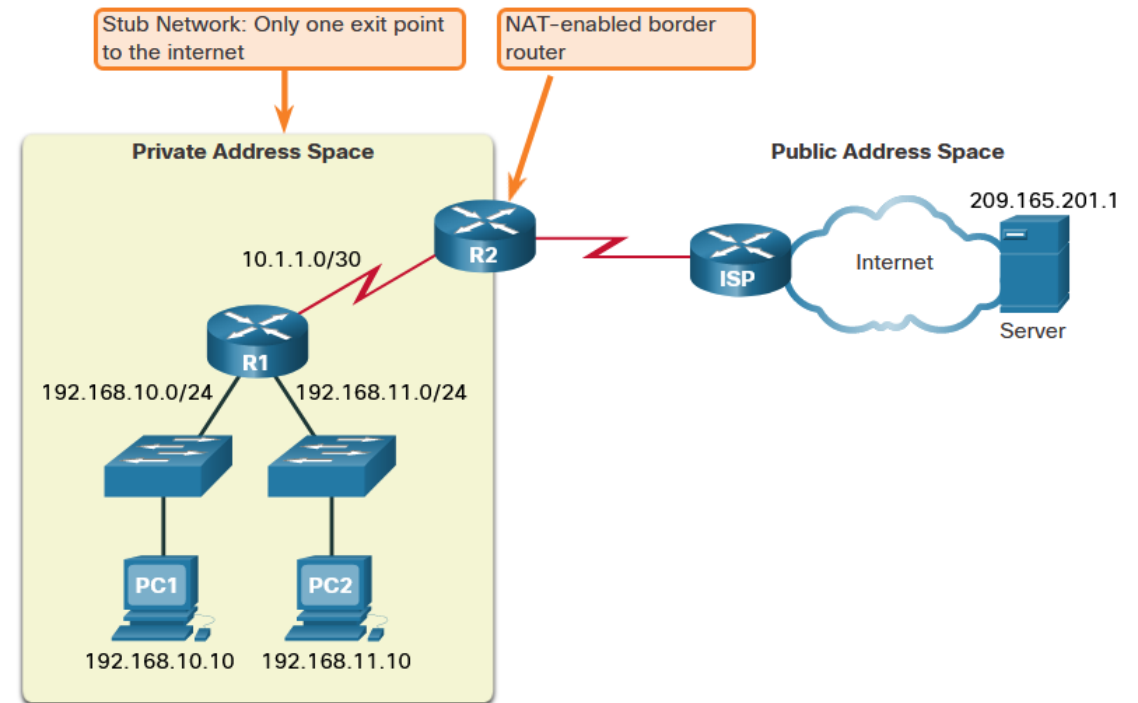 Stub Network: Only one exit point
to the internet
NAT-enabled border
router
Private Address Space
Public Address Space
209.165.201.1
R2
10.1.1.0/30
Internet
ISP
Server
R1
192.168.10.0/24
192.168.11.0/24
PC1
PC2
192.168.10.10
192.168.11.10